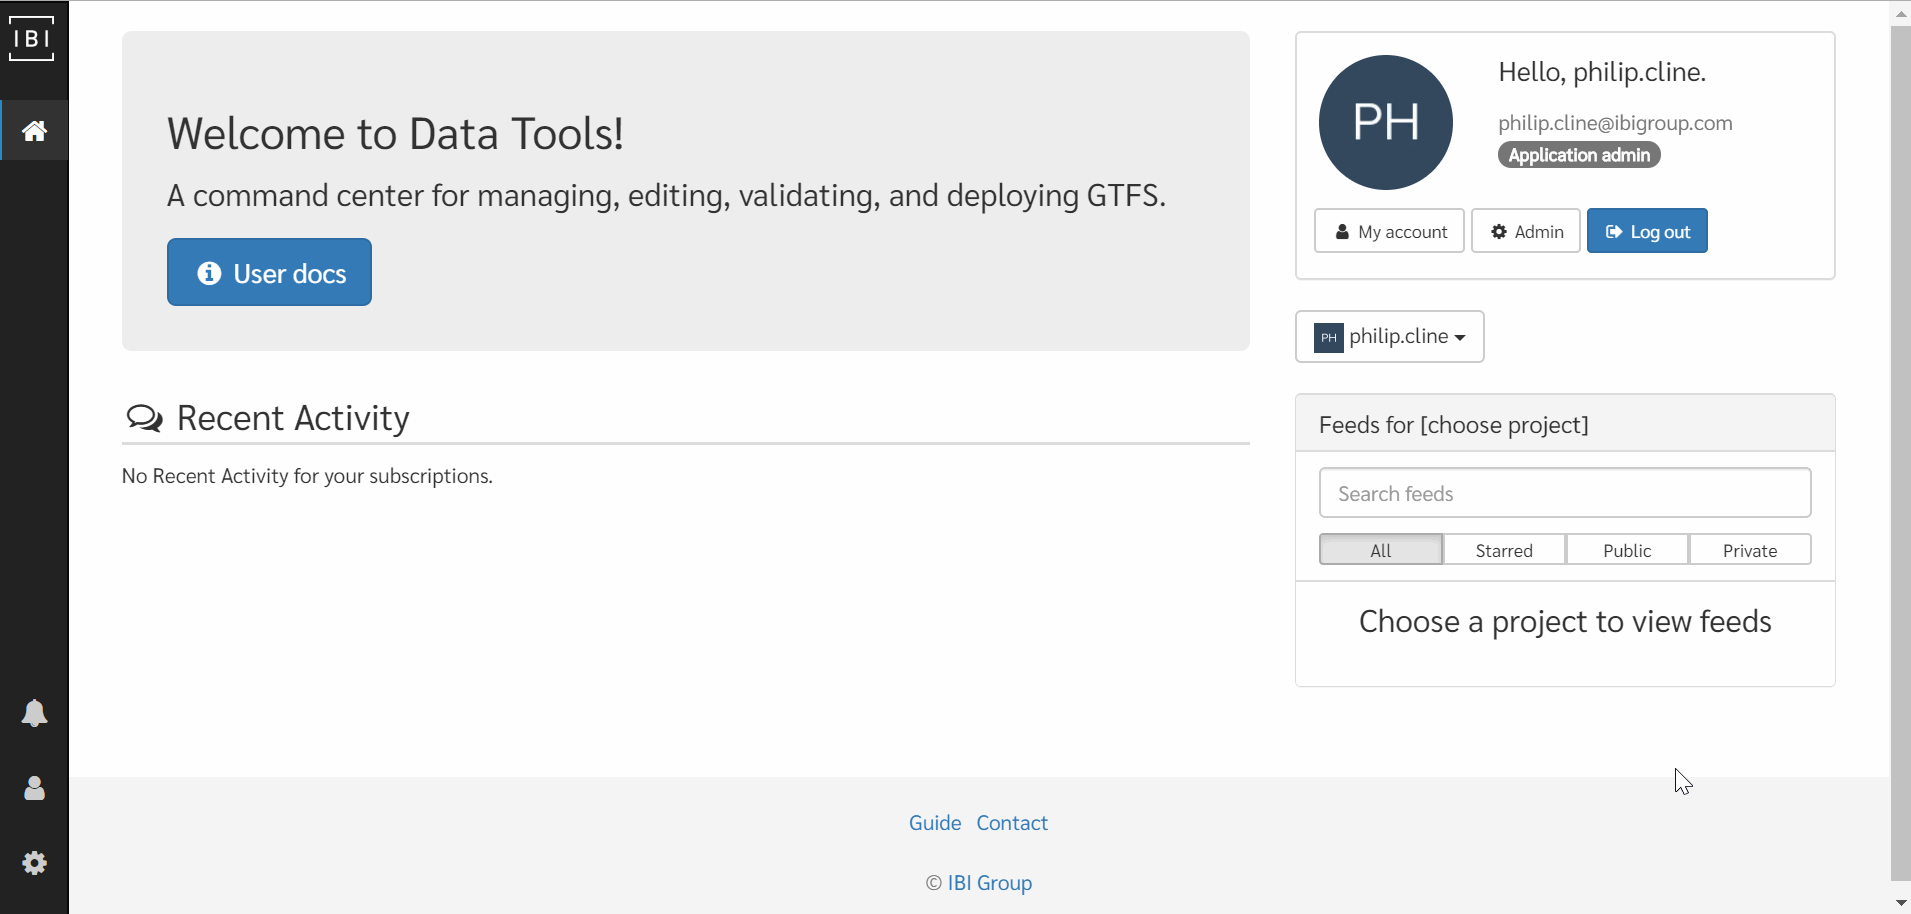 IBI
Welcome to Data Tools!
A command center for managing, editing, validating, and deploying GTFS.
User docs
Recent Activity
No Recent Activity for your subscriptions.
PH
Hello, philip.cline.
philip.cline@ibigroup.com
Application admin
My account Admin Log out
PH philip.cline
Feeds for [choose project]
Search feeds
All Starred Public Private
Choose a project to view feeds
Guide Contact
© IBI Group